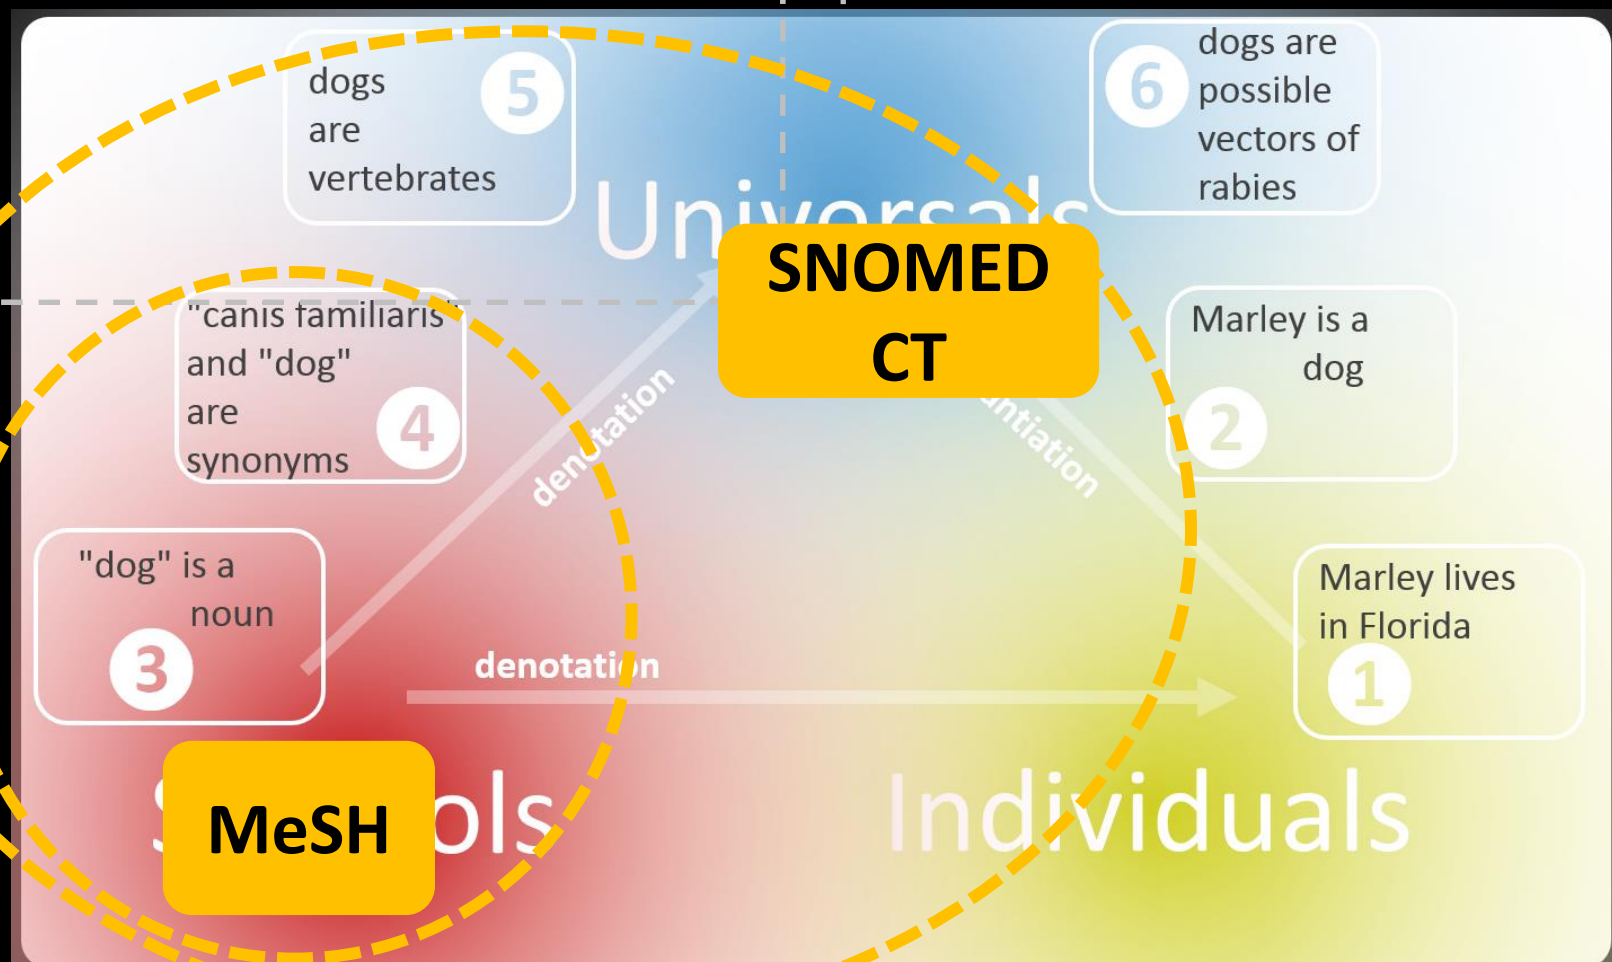 dogs
are
vertebrates
5
6
dogs are
possible
vectors of
rabies
Universals
SNOMED
CT
"canis familiaris"
and "dog"
are
synonyms
4
denotation
Marley is a
dog
2
"dog" is a
noun
3
denotation
Marley lives
in Florida
1
MeSH
Individuals